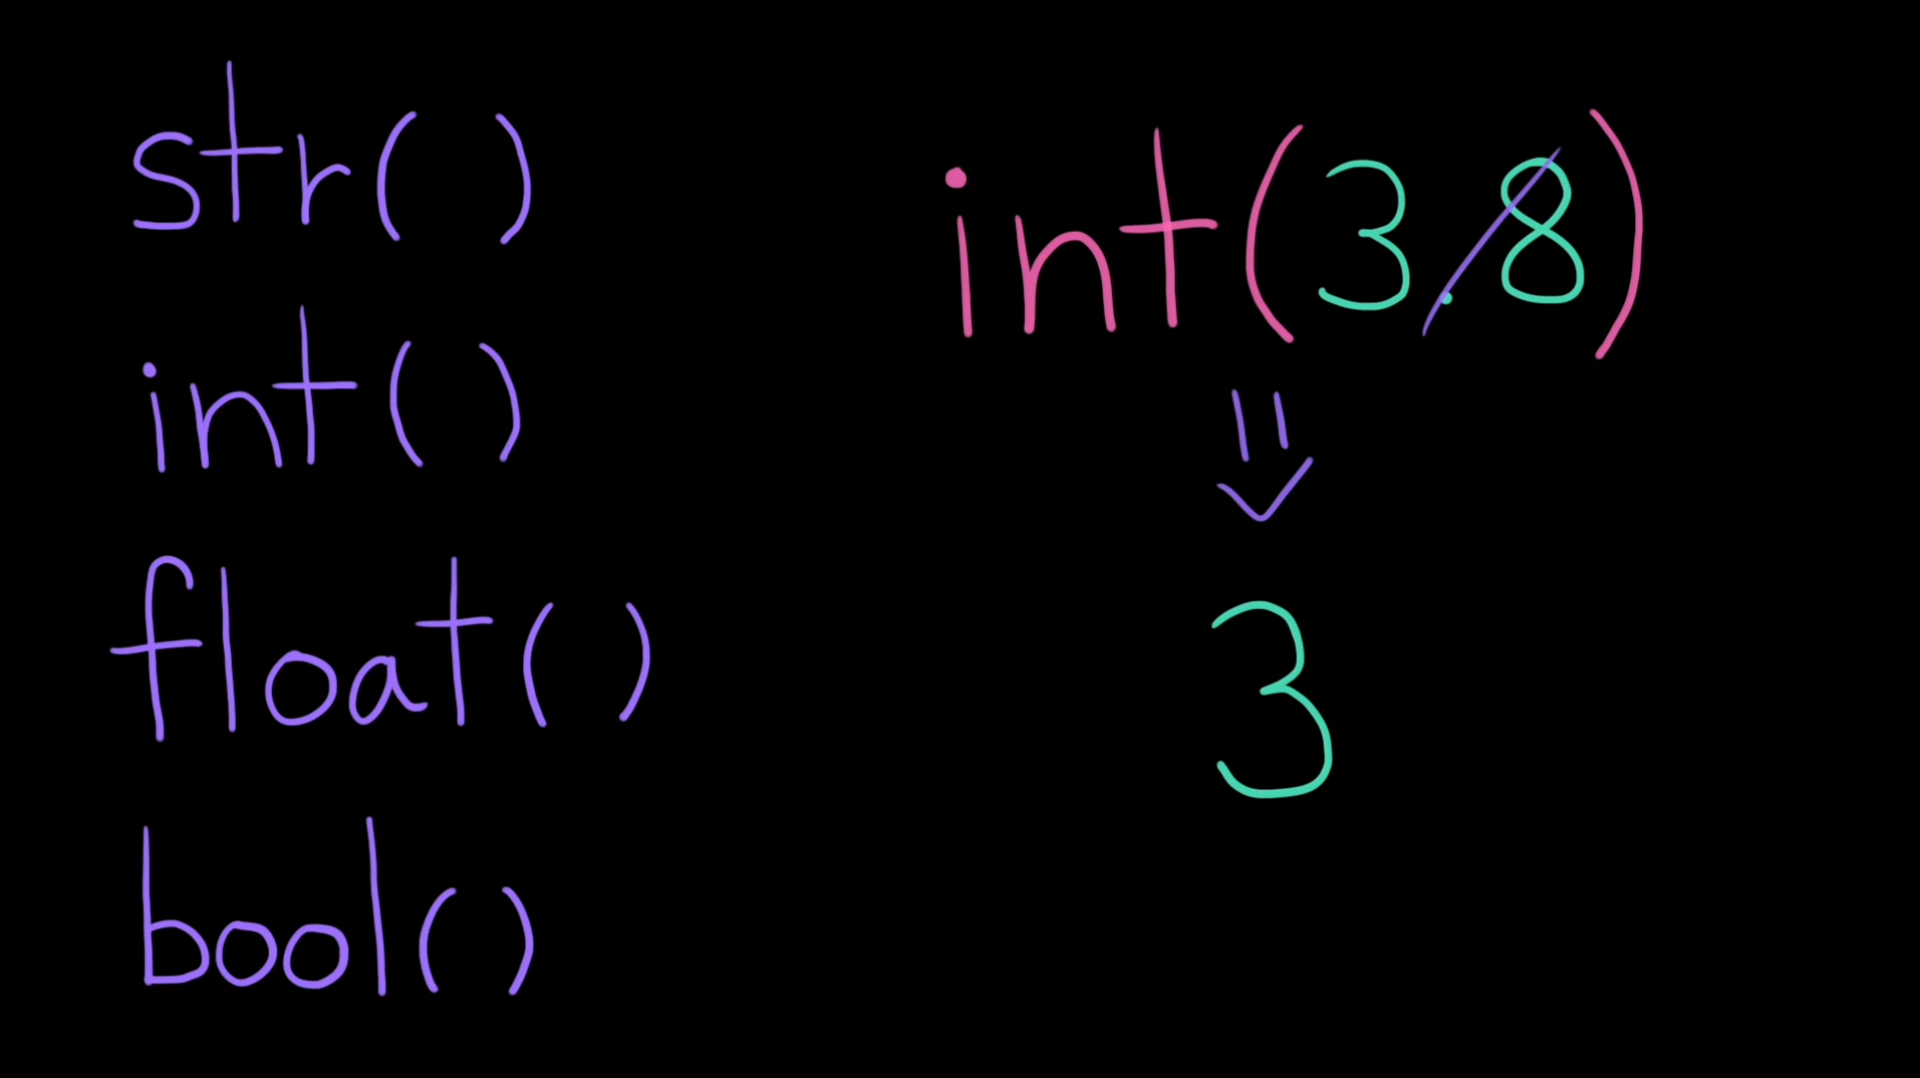 str( )
int( )
float( )
bool( )
int(3.8)
3